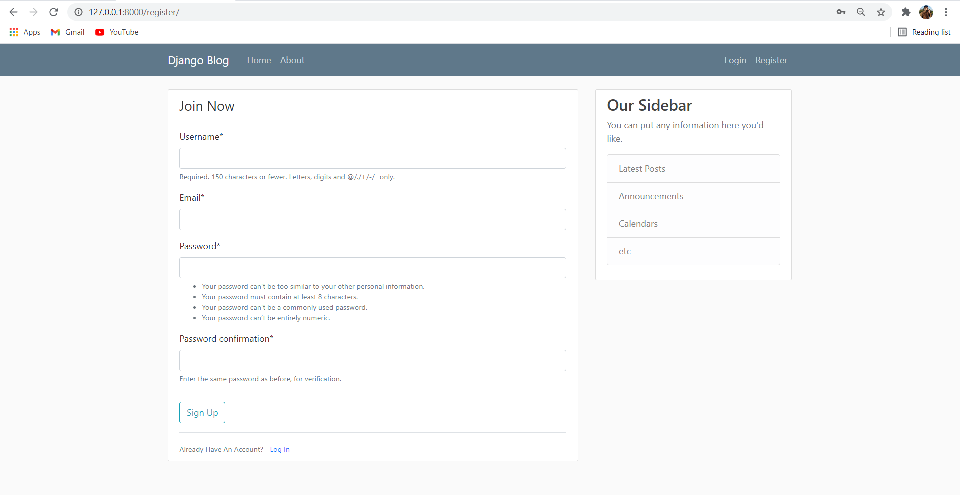 127.0.0.1:8000/register/
Apps Gmail YouTube Reading list
Django Blog Home About Login Register
Join Now
Username*
Required. 150 characters or fewer. Letters, digits and @/./+/-/_ only.
Email*
Password*
Your password can't be too similar to your other personal information.
Your password must contain at least 8 characters.
Your password can't be a commonly used password.
Your password can't be entirely numeric.
Password confirmation*
Enter the same password as before, for verification.
Sign Up
Already Have An Account? Log In
Our Sidebar
You can put any information here you'd
like.
Latest Posts
Announcements
Calendars
etc